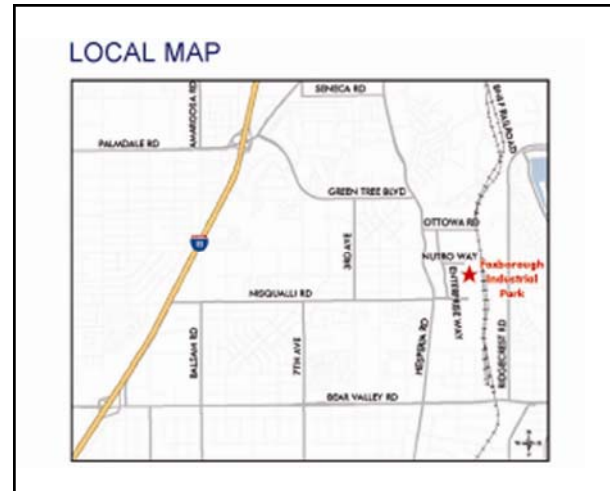 LOCAL MAP
SENECA RD
AMARGOSA RD
BNSF RAILROAD
PALMDALE RD
GREEN TREE BLVD
OTTOWA RD
3RD AVE
NUTRO WAY
Foxborough
Industrial
Park
ENTERPRISE WAY
NISQUALLI RD
BALSAM RD
7TH AVE
HESPERIA RD
RIDGECREST RD
BEAR VALLEY RD